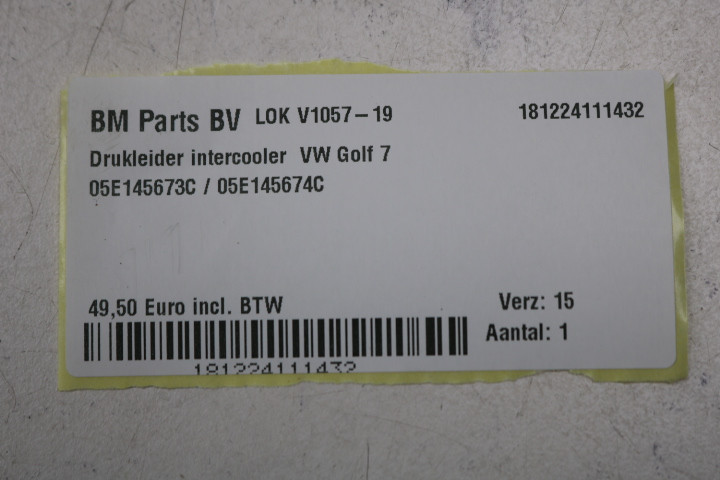 BM Parts BV LOK V1057-19 181224111432
Drukleider intercooler VW Golf 7
05E145673C / 05E145674C
49,50 Euro incl. BTW Verz: 15
Aantal: 1
181224111432